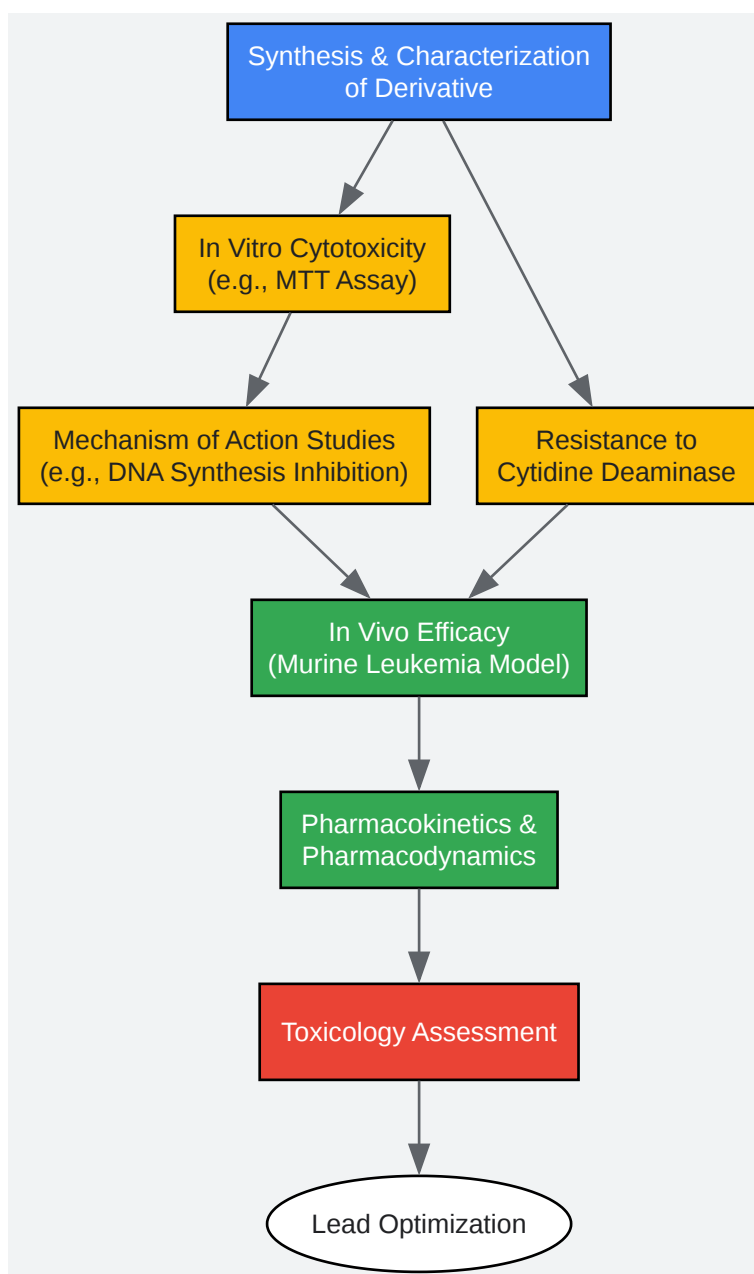 Synthesis & Characterization
of Derivative
In Vitro Cytotoxicity
(e.g., MTT Assay)
Mechanism of Action Studies
(e.g., DNA Synthesis Inhibition)
Resistance to
Cytidine Deaminase
In Vivo Efficacy
(Murine Leukemia Model)
Pharmacokinetics &
Pharmacodynamics
Toxicology Assessment
Lead Optimization